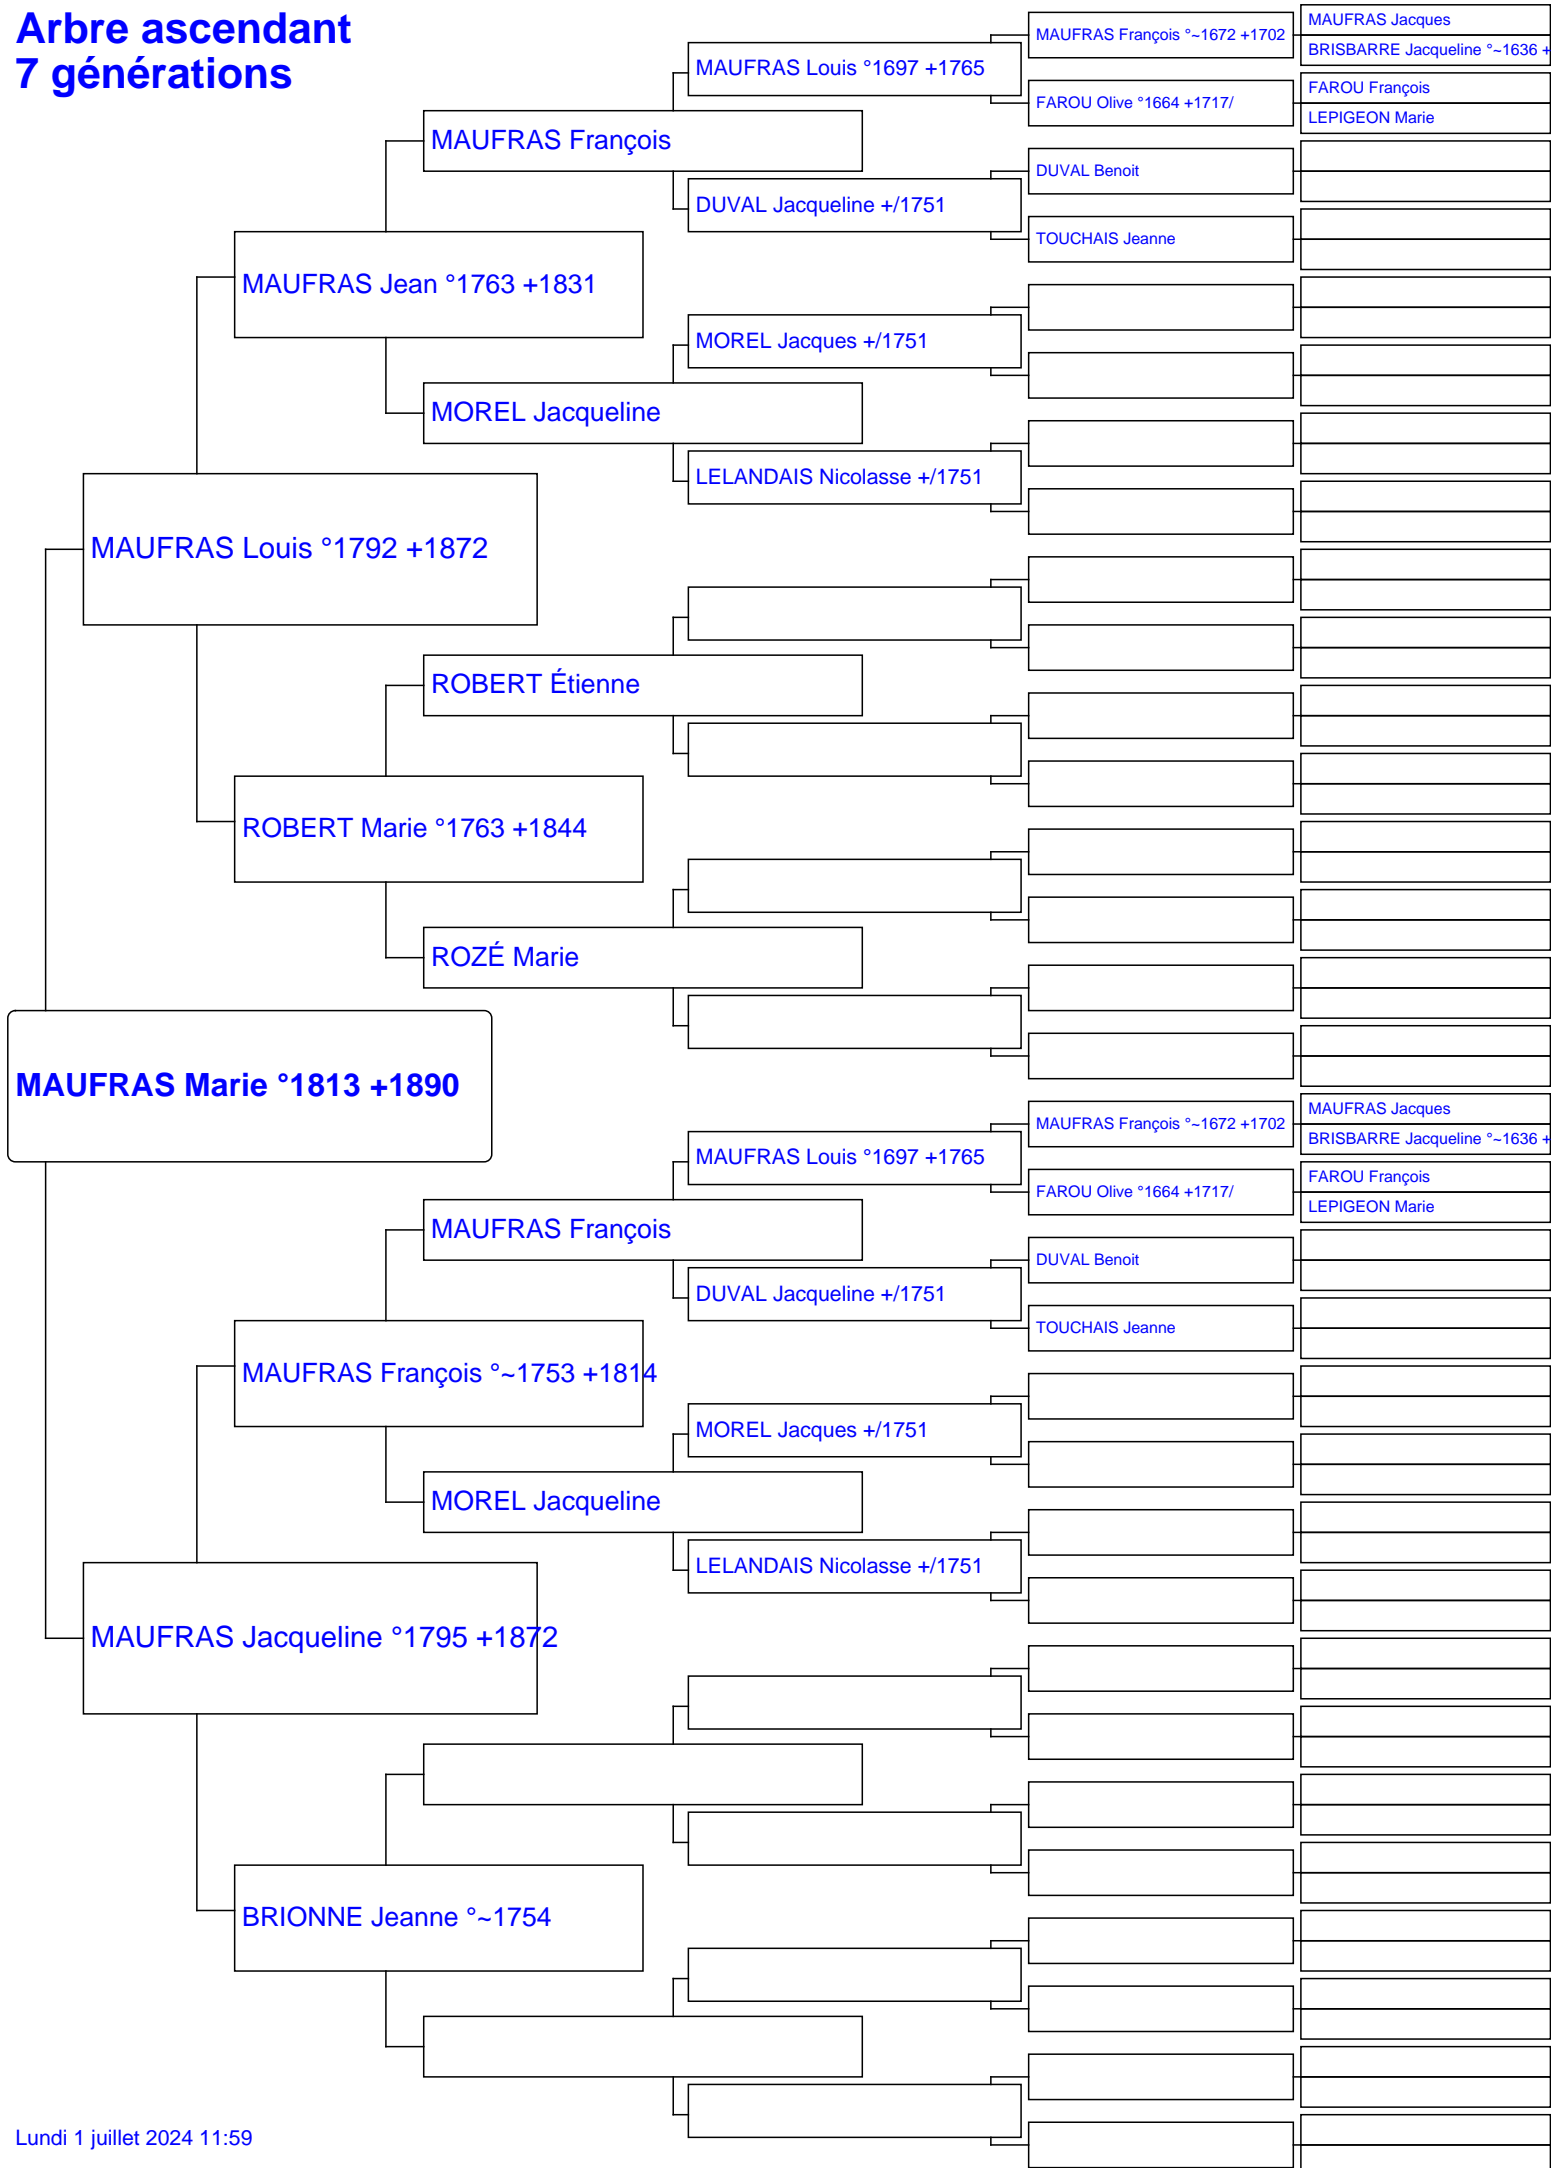 Arbre ascendant
7 générations
MAUFRAS Marie °1813 +1890
MAUFRAS Louis °1792 +1872
MAUFRAS Jean °1763 +1831
MAUFRAS François
MAUFRAS Louis °1697 +1765
MAUFRAS François °~1672 +1702
MAUFRAS Jacques
BRISBARRE Jacqueline °~1636 +
FAROU Olive °1664 +1717/
FAROU François
LEPIGEON Marie
DUVAL Jacqueline +/1751
DUVAL Benoit
TOUCHAIS Jeanne
MOREL Jacqueline
MOREL Jacques +/1751
LELANDAIS Nicolasse +/1751
ROBERT Marie °1763 +1844
ROBERT Étienne
ROZÉ Marie
MAUFRAS Jacqueline °1795 +1872
MAUFRAS François °~1753 +1814
MAUFRAS François
MAUFRAS Louis °1697 +1765
MAUFRAS François °~1672 +1702
MAUFRAS Jacques
BRISBARRE Jacqueline °~1636 +
FAROU Olive °1664 +1717/
FAROU François
LEPIGEON Marie
DUVAL Jacqueline +/1751
DUVAL Benoit
TOUCHAIS Jeanne
MOREL Jacqueline
MOREL Jacques +/1751
LELANDAIS Nicolasse +/1751
BRIONNE Jeanne °~1754
Lundi 1 juillet 2024 11:59